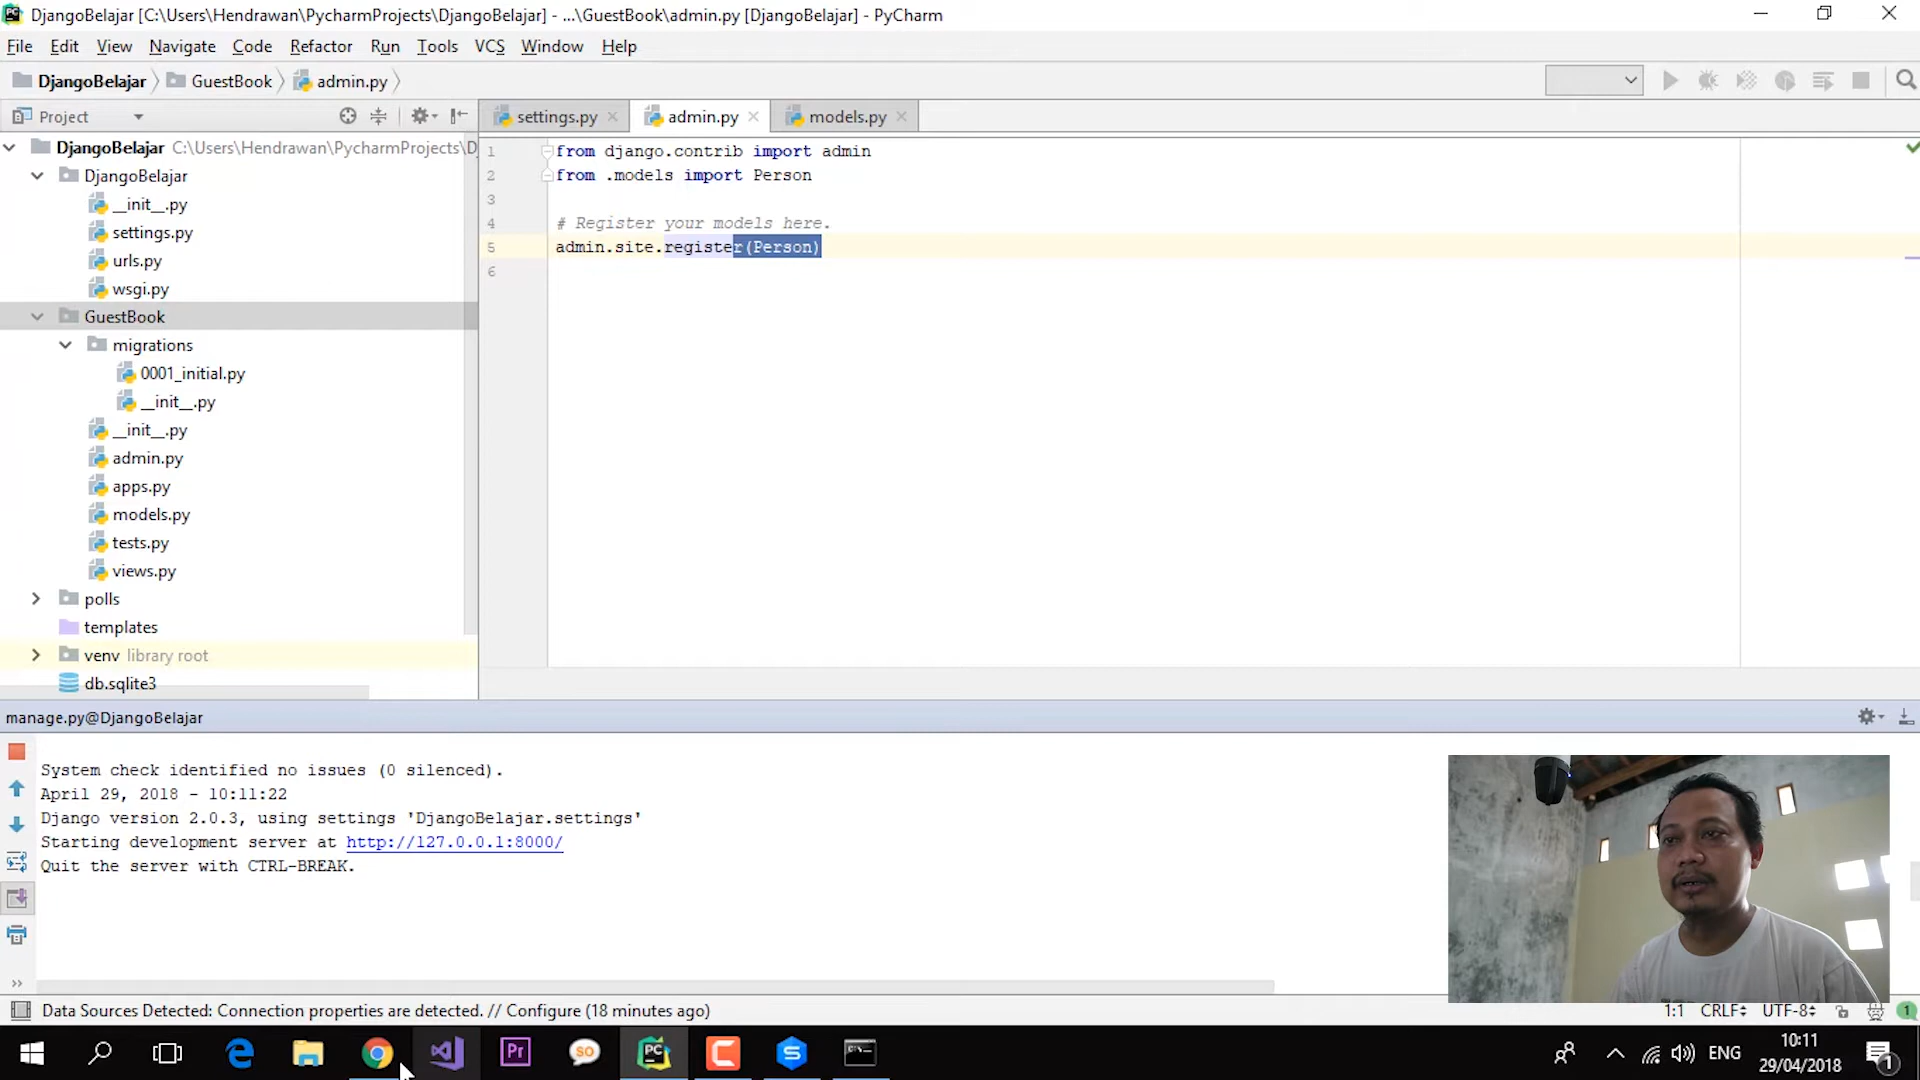 DjangoBelajar [C:\Users\Hendrawan\PycharmProjects\DjangoBelajar] - ...\GuestBook\admin.py [DjangoBelajar] - PyCharm
File Edit View Navigate Code Refactor Run Tools VCS Window Help
DjangoBelajar GuestBook admin.py
Project
settings.py admin.py models.py
DjangoBelajar C:\Users\Hendrawan\PycharmProjects\D
DjangoBelajar
__init__.py
settings.py
urls.py
wsgi.py
GuestBook
migrations
0001_initial.py
__init__.py
__init__.py
admin.py
apps.py
models.py
tests.py
views.py
polls
templates
venv library root
db.sqlite3
1 from django.contrib import admin
2 from .models import Person
3
4 # Register your models here.
5 admin.site.register(Person)
6
manage.py@DjangoBelajar
System check identified no issues (0 silenced).
April 29, 2018 - 10:11:22
Django version 2.0.3, using settings 'DjangoBelajar.settings'
Starting development server at http://127.0.0.1:8000/
Quit the server with CTRL-BREAK.
Data Sources Detected: Connection properties are detected. // Configure (18 minutes ago)
1:1 CRLF UTF-8 1
Pr SO PC C S
ENG
10:11
29/04/2018
1